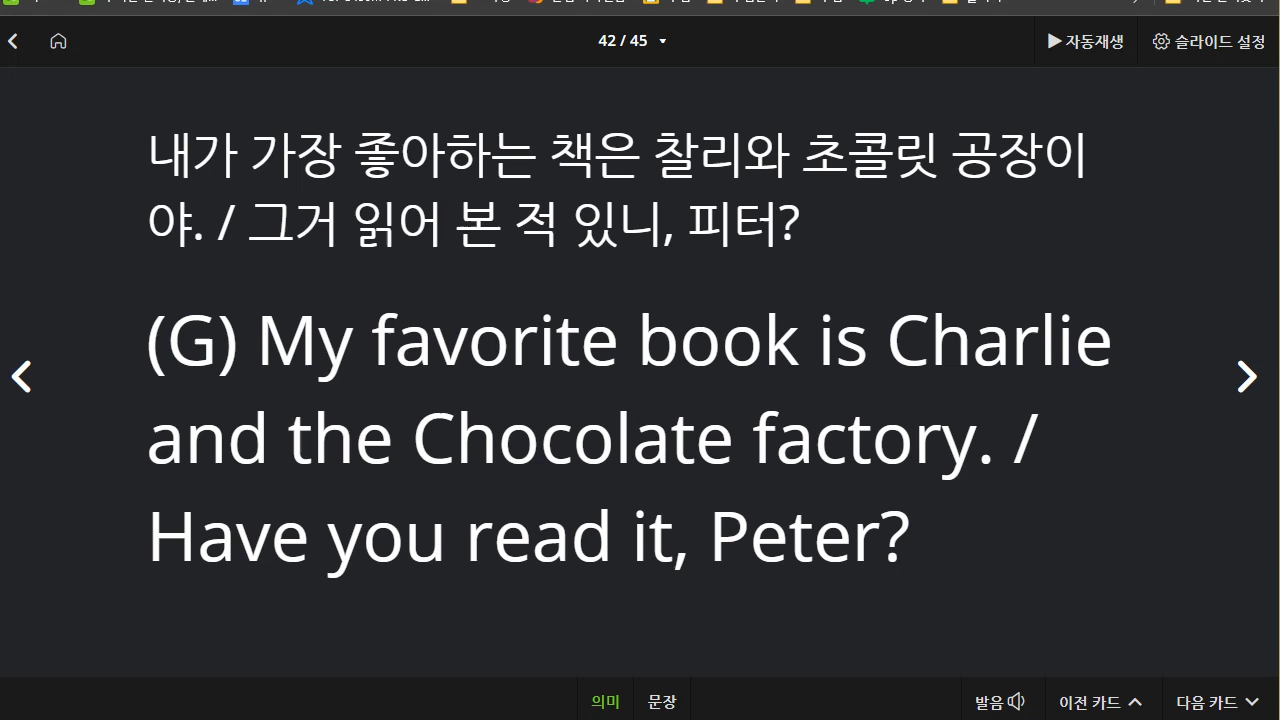 42 / 45
자동재생
슬라이드 설정
내가 가장 좋아하는 책은 찰리와 초콜릿 공장이
야. / 그거 읽어 본 적 있니, 피터?
(G) My favorite book is Charlie
and the Chocolate factory. /
Have you read it, Peter?
의미
문장
발음
이전 카드
다음 카드